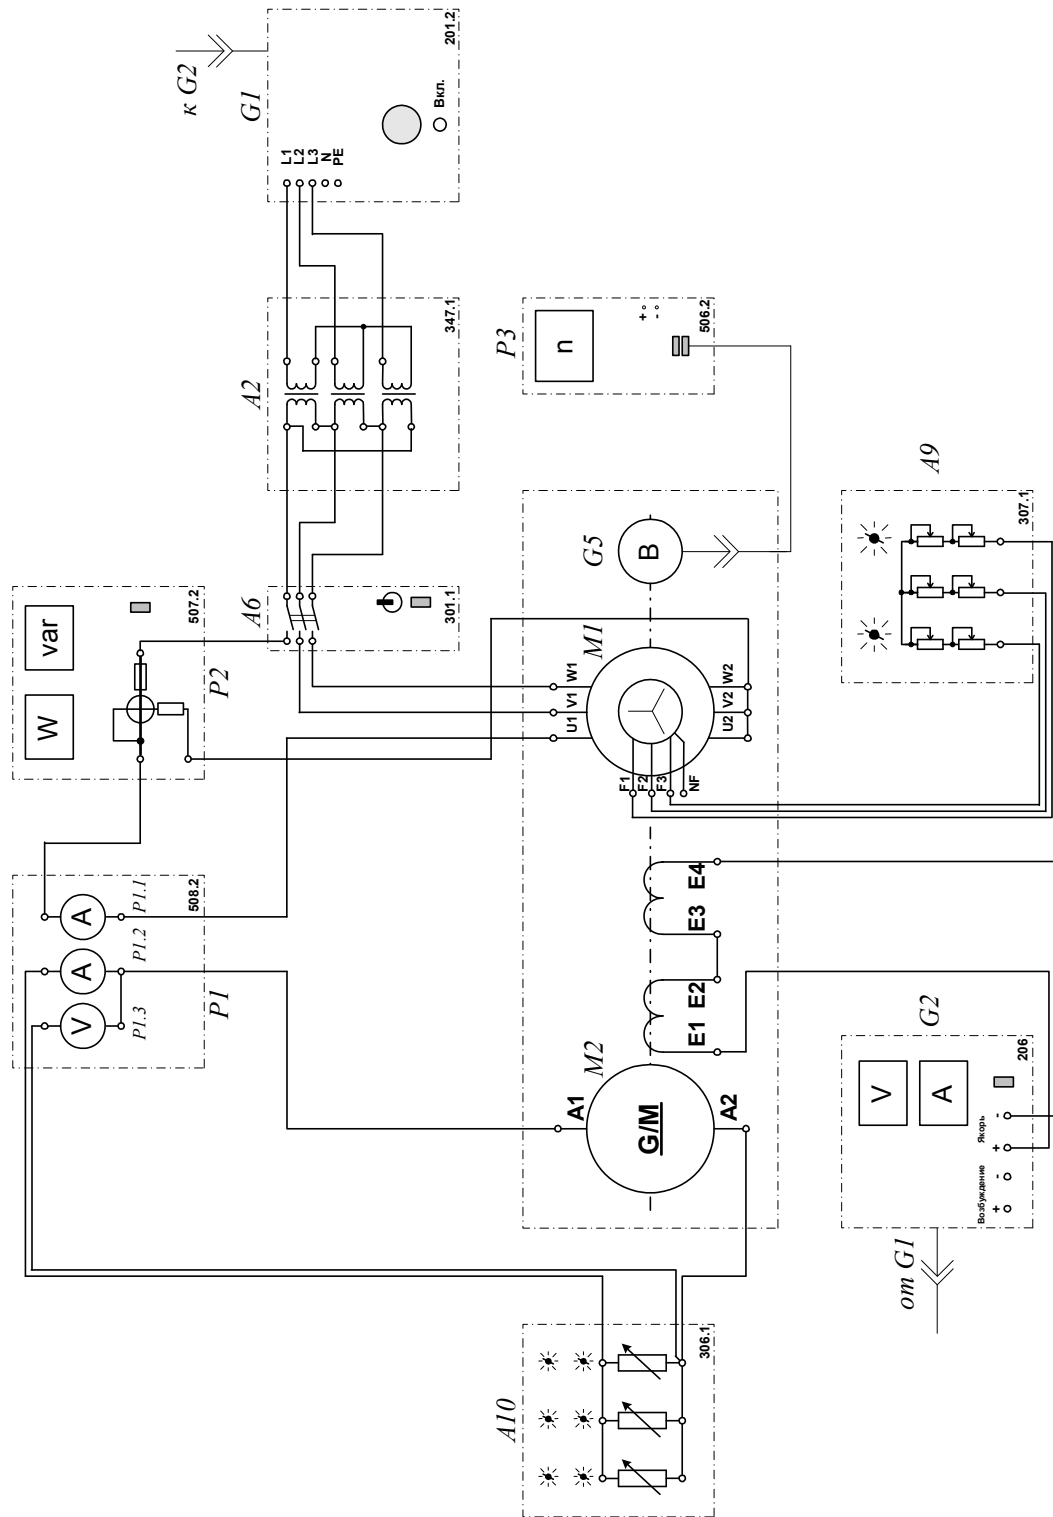 к G2
G1
201.2
L1
L2
L3
N
PE
Вкл.
A2
347.1
P3
n
+
-
506.2
A6
301.1
P2
W
var
507.2
G5
B
M1
U1
V1
W1
U2
V2
W2
F1
F2
F3
NF
A9
307.1
P1
V
A
A
P1.3
P1.2
P1.1
508.2
M2
G/M
A1
A2
E1
E2
E3
E4
G2
V
A
206
Возбуждение
Якорь
+
-
+
-
от G1
A10
306.1